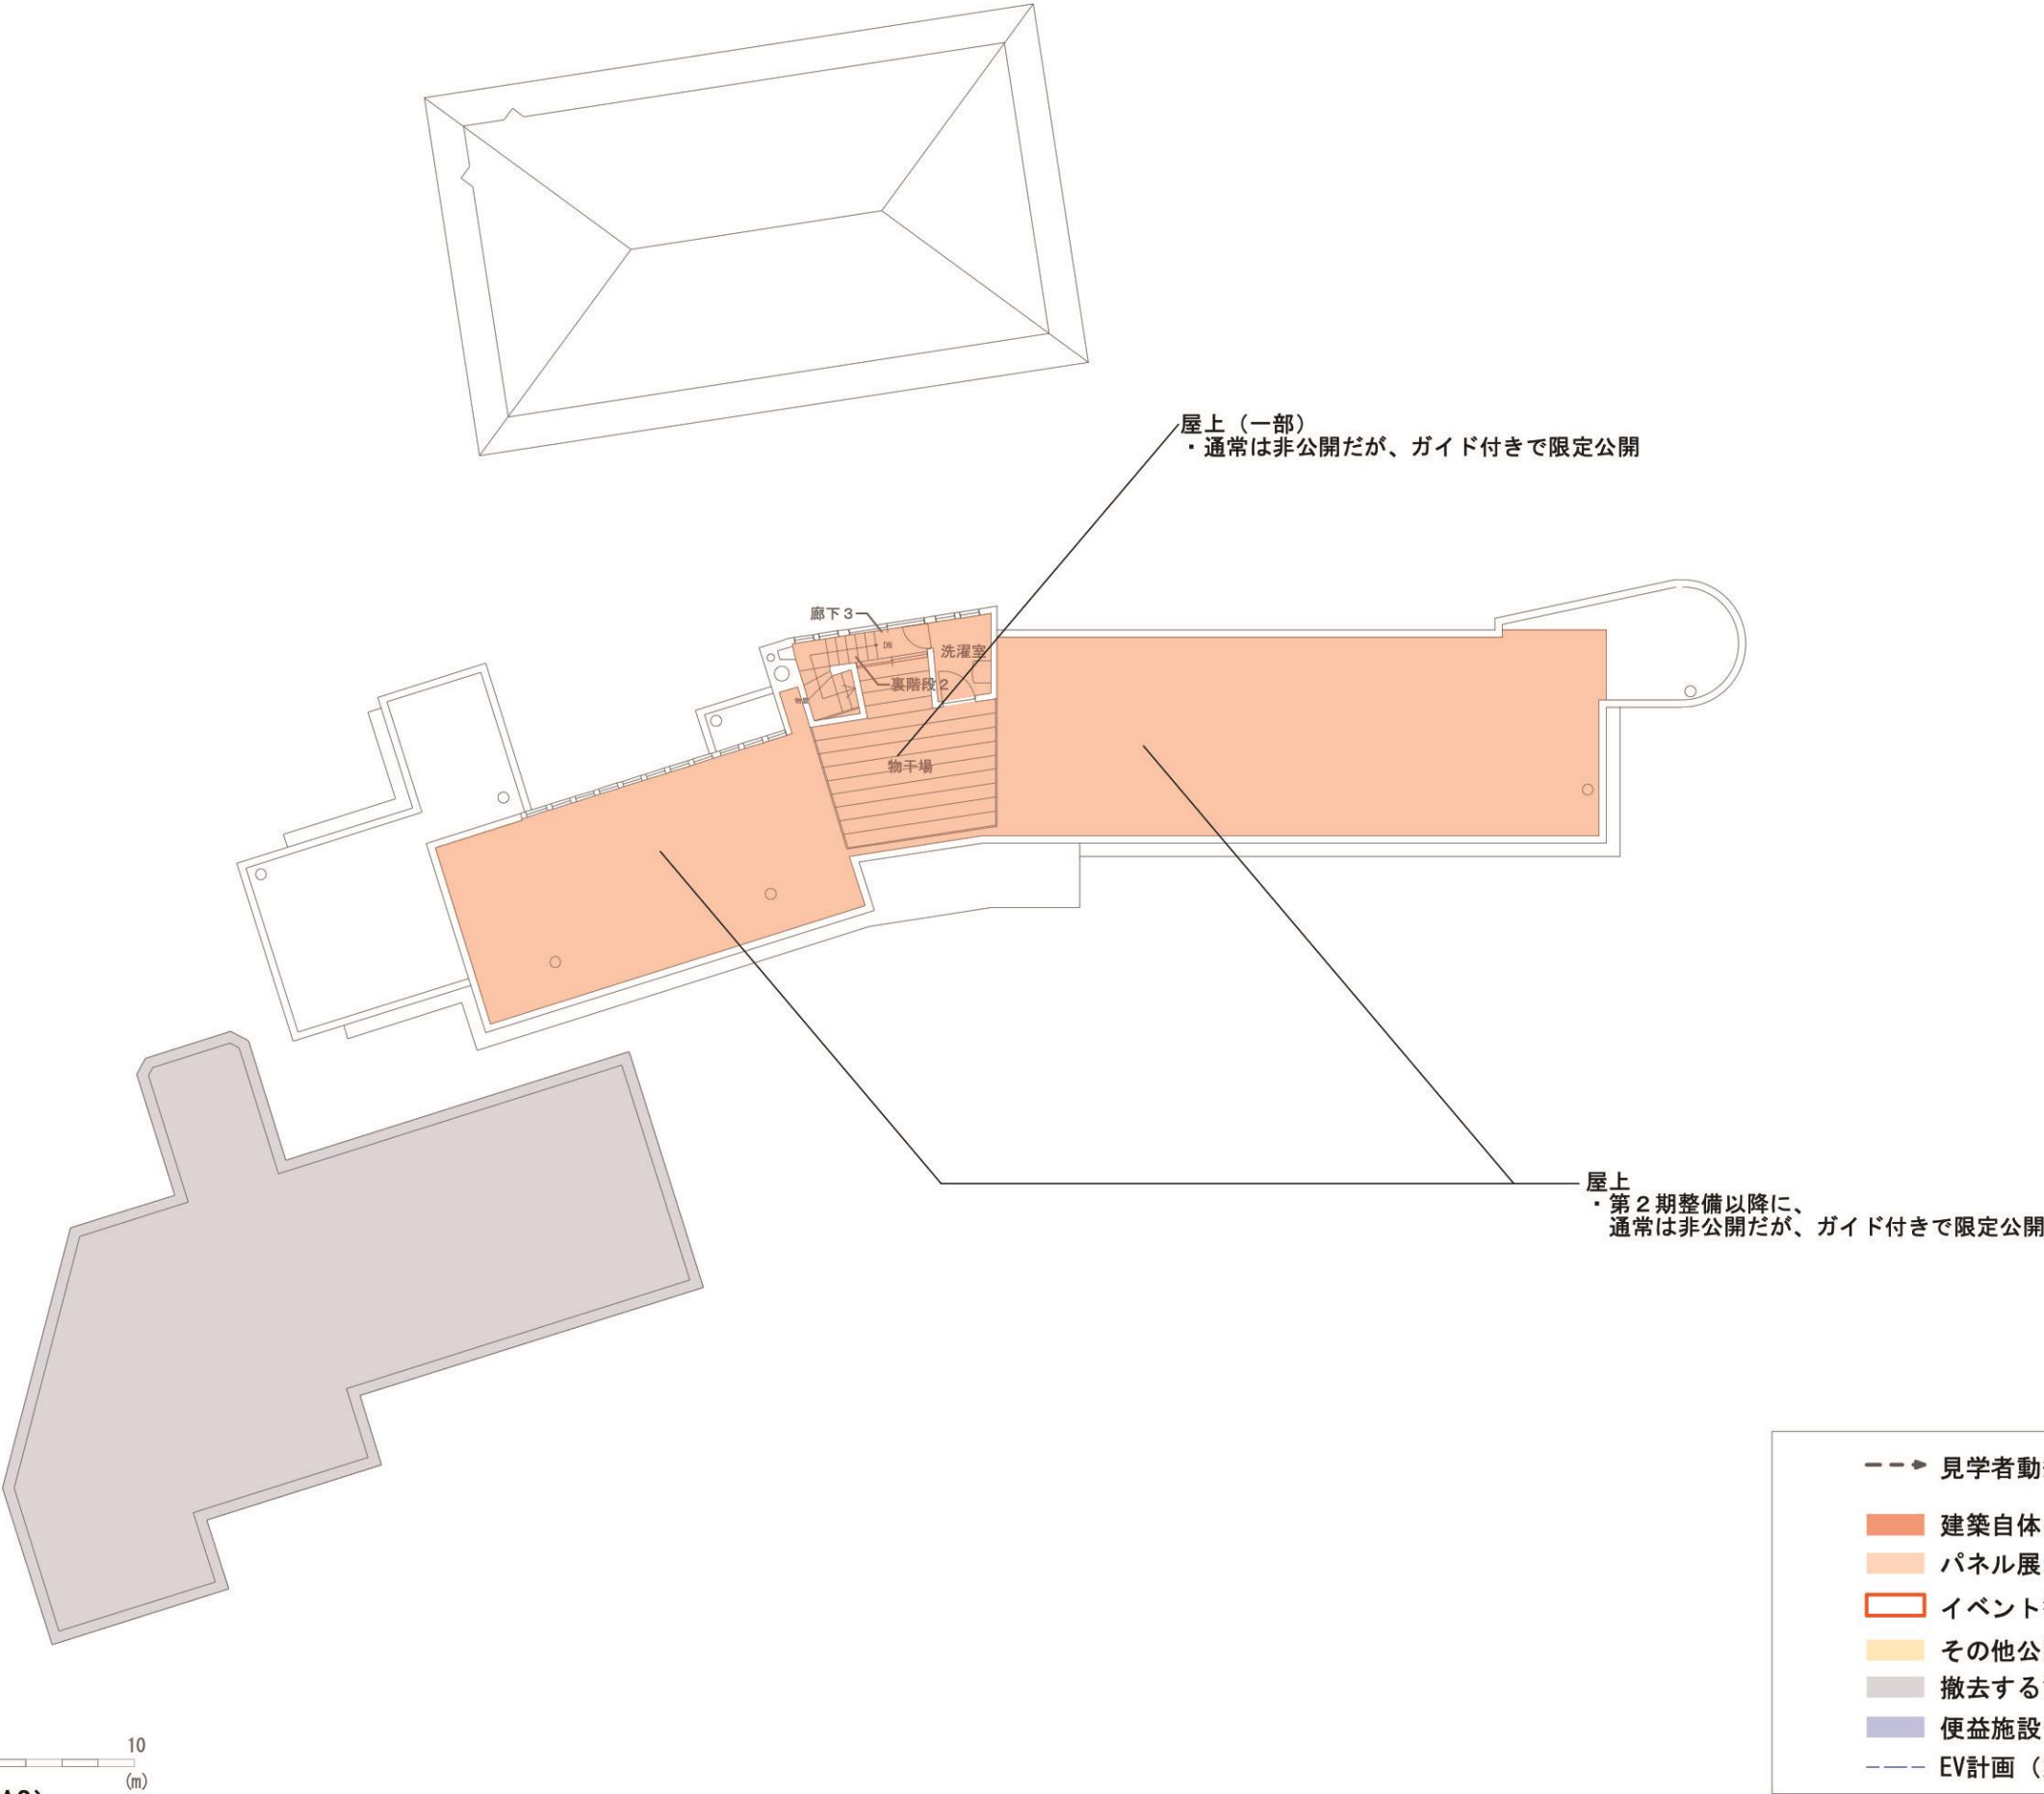 屋上（一部）
・通常は非公開だが、ガイド付きで限定公開
廊下３
DN
洗濯室
裏階段２
物干場
屋上
・第２期整備以降に、
通常は非公開だが、ガイド付きで限定公開
見学者動
建築自体
パネル展
イベント
その他公
撤去する
便益施設
EV計画（
10
(m)